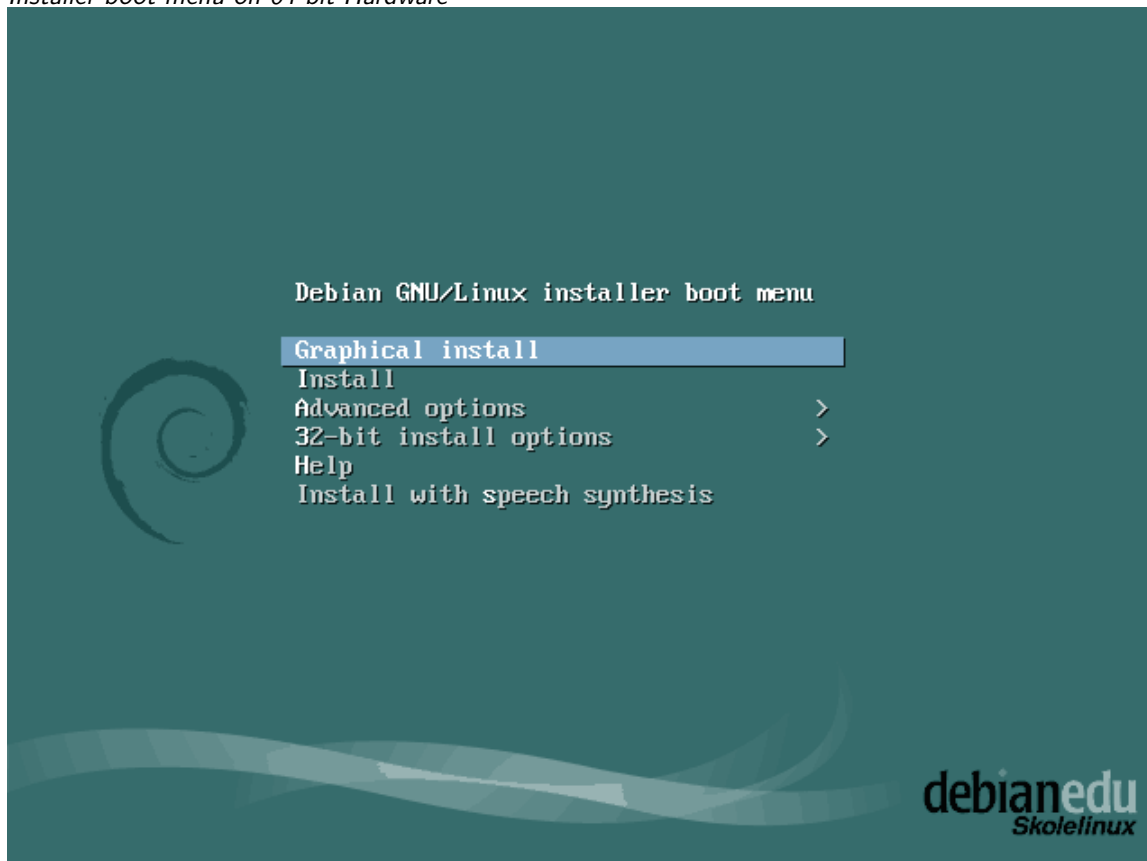 Installer boot menu on 64-bit Hardware
Debian GNU/Linux installer boot menu
Graphical install
Install
Advanced options >
32-bit install options >
Help
Install with speech synthesis
debianedu
Skolelinux